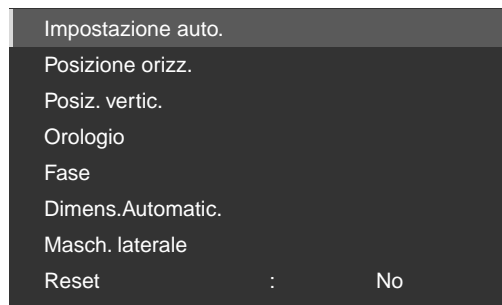 Impostazione auto.
Posizione orizz.
Posiz. vertic.
Orologio
Fase
Dimens.Automatic.
Masch. laterale
Reset : No